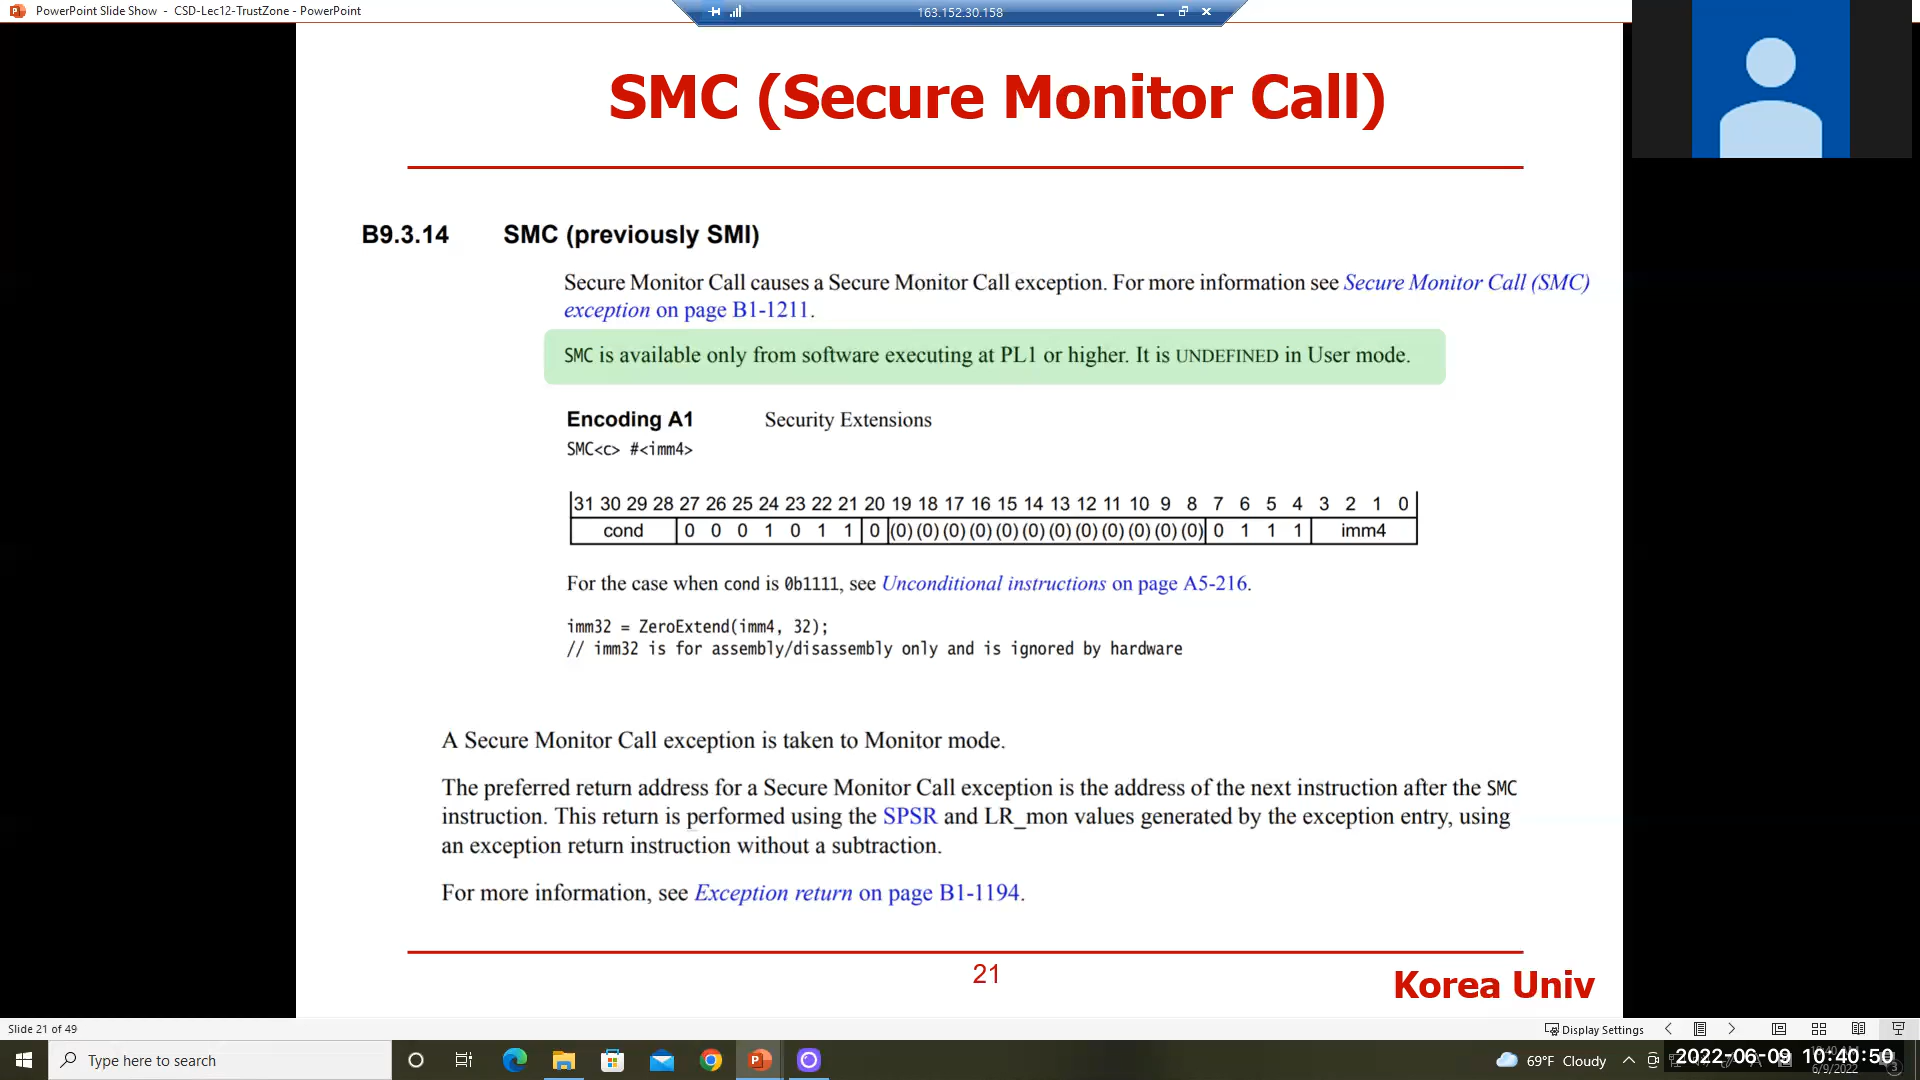 PowerPoint Slide Show - CSD-Lec12-TrustZone - PowerPoint
163.152.30.158
SMC (Secure Monitor Call)
B9.3.14 SMC (previously SMI)
Secure Monitor Call causes a Secure Monitor Call exception. For more information see Secure Monitor Call (SMC)
exception on page B1-1211.
SMC is available only from software executing at PL1 or higher. It is UNDEFINED in User mode.
Encoding A1 Security Extensions
SMC<c> #<imm4>
31 30 29 28 27 26 25 24 23 22 21 20 19 18 17 16 15 14 13 12 11 10 9 8 7 6 5 4 3 2 1 0
cond 0 0 0 1 0 1 1 0 (0) (0) (0) (0) (0) (0) (0) (0) (0) (0) (0) (0) 0 1 1 1 imm4
For the case when cond is 0b1111, see Unconditional instructions on page A5-216.
imm32 = ZeroExtend(imm4, 32);
// imm32 is for assembly/disassembly only and is ignored by hardware
A Secure Monitor Call exception is taken to Monitor mode.
The preferred return address for a Secure Monitor Call exception is the address of the next instruction after the SMC
instruction. This return is performed using the SPSR and LR_mon values generated by the exception entry, using
an exception return instruction without a subtraction.
For more information, see Exception return on page B1-1194.
21
Korea Univ
Slide 21 of 49
Display Settings
Type here to search
69°F Cloudy
2022-06-09 10:40:50
6/9/2022